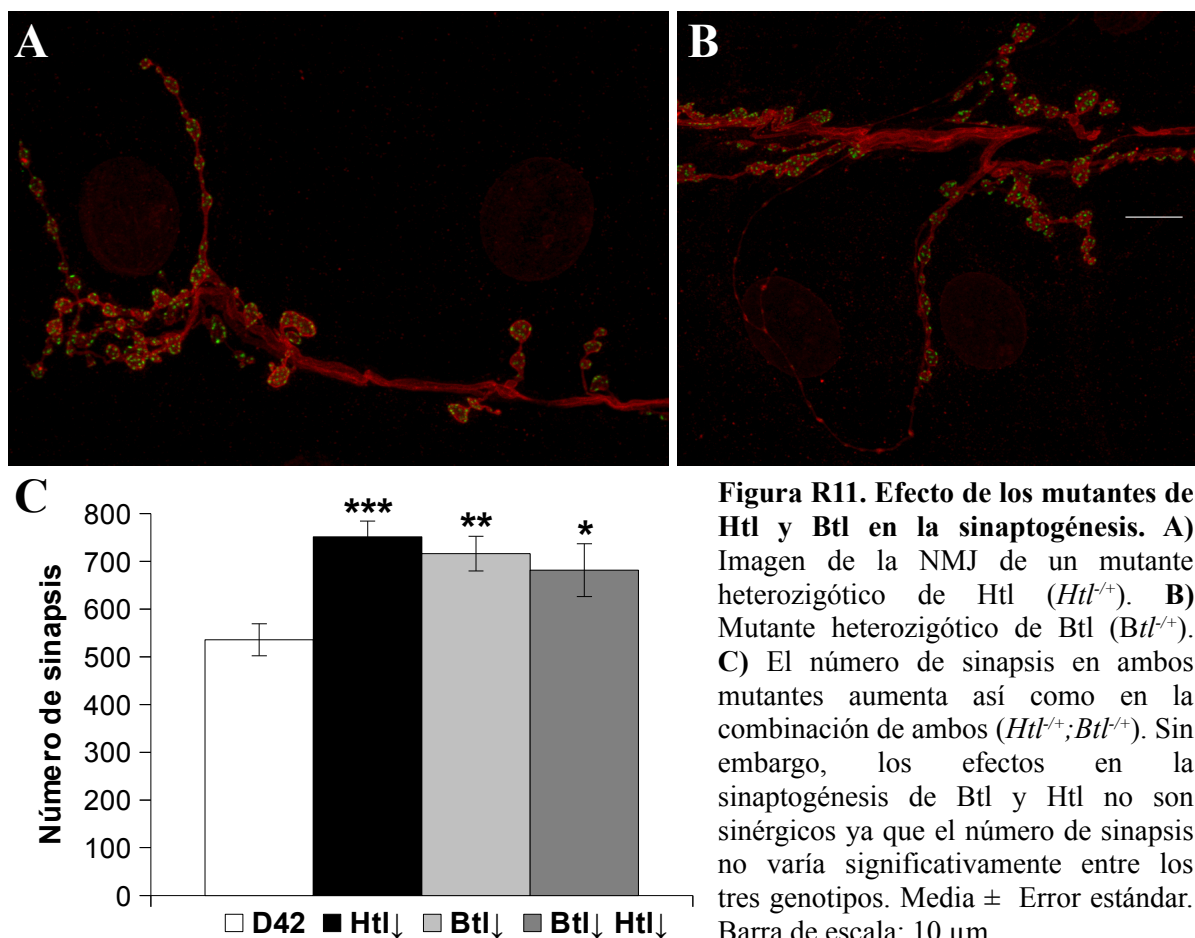 A
B
C
800
700
600
500
400
300
200
100
0
Número de sinapsis
***
**
*
D42 Htl↓ Btl↓ Btl↓ Htl↓
Figura R11. Efecto de los mutantes de
Htl y Btl en la sinaptogénesis. A)
Imagen de la NMJ de un mutante
heterozigótico de Htl (Htl-/+). B)
Mutante heterozigótico de Btl (Btl-/+).
C) El número de sinapsis en ambos
mutantes aumenta así como en la
combinación de ambos (Htl-/+;Btl-/+). Sin
embargo, los efectos en la
sinaptogénesis de Btl y Htl no son
sinérgicos ya que el número de sinapsis
no varía significativamente entre los
tres genotipos. Media ± Error estándar.
Barra de escala: 10 µm